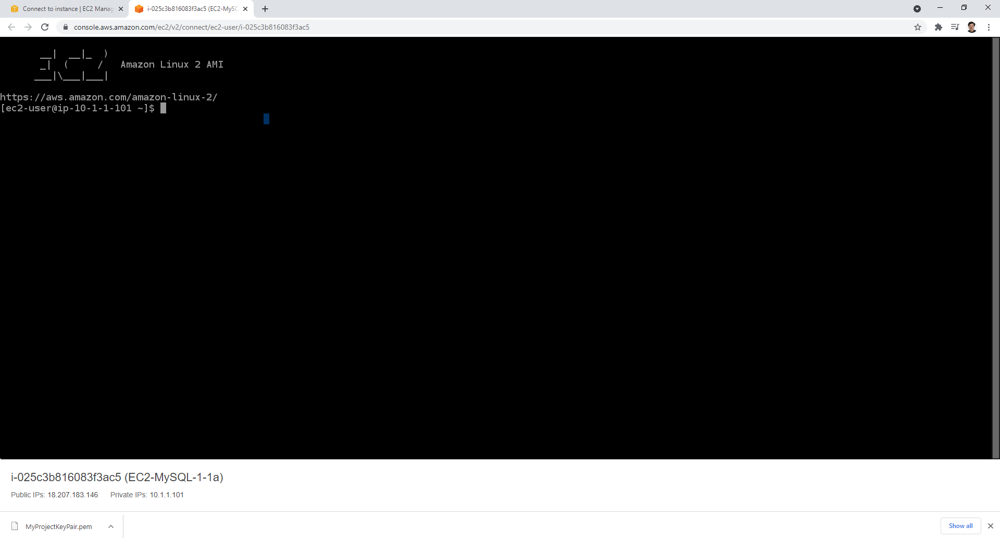 Connect to instance | EC2 Manag
i-025c3b816083f3ac5 (EC2-MySC
console.aws.amazon.com/ec2/v2/connect/ec2-user/i-025c3b816083f3ac5
       __|  __|_  )
       _|  (     /   Amazon Linux 2 AMI
      ___|\___|___|
https://aws.amazon.com/amazon-linux-2/
[ec2-user@ip-10-1-1-101 ~]$
i-025c3b816083f3ac5 (EC2-MySQL-1-1a)
Public IPs: 18.207.183.146 Private IPs: 10.1.1.101
MyProjectKeyPair.pem
Show all